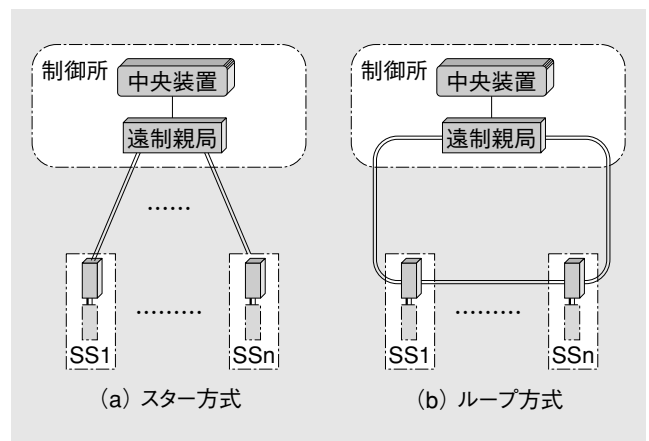 制御所
中央装置
遠制親局
……
SS1
………
SSn
(a) スター方式
制御所
中央装置
遠制親局
SS1
………
SSn
(b) ループ方式